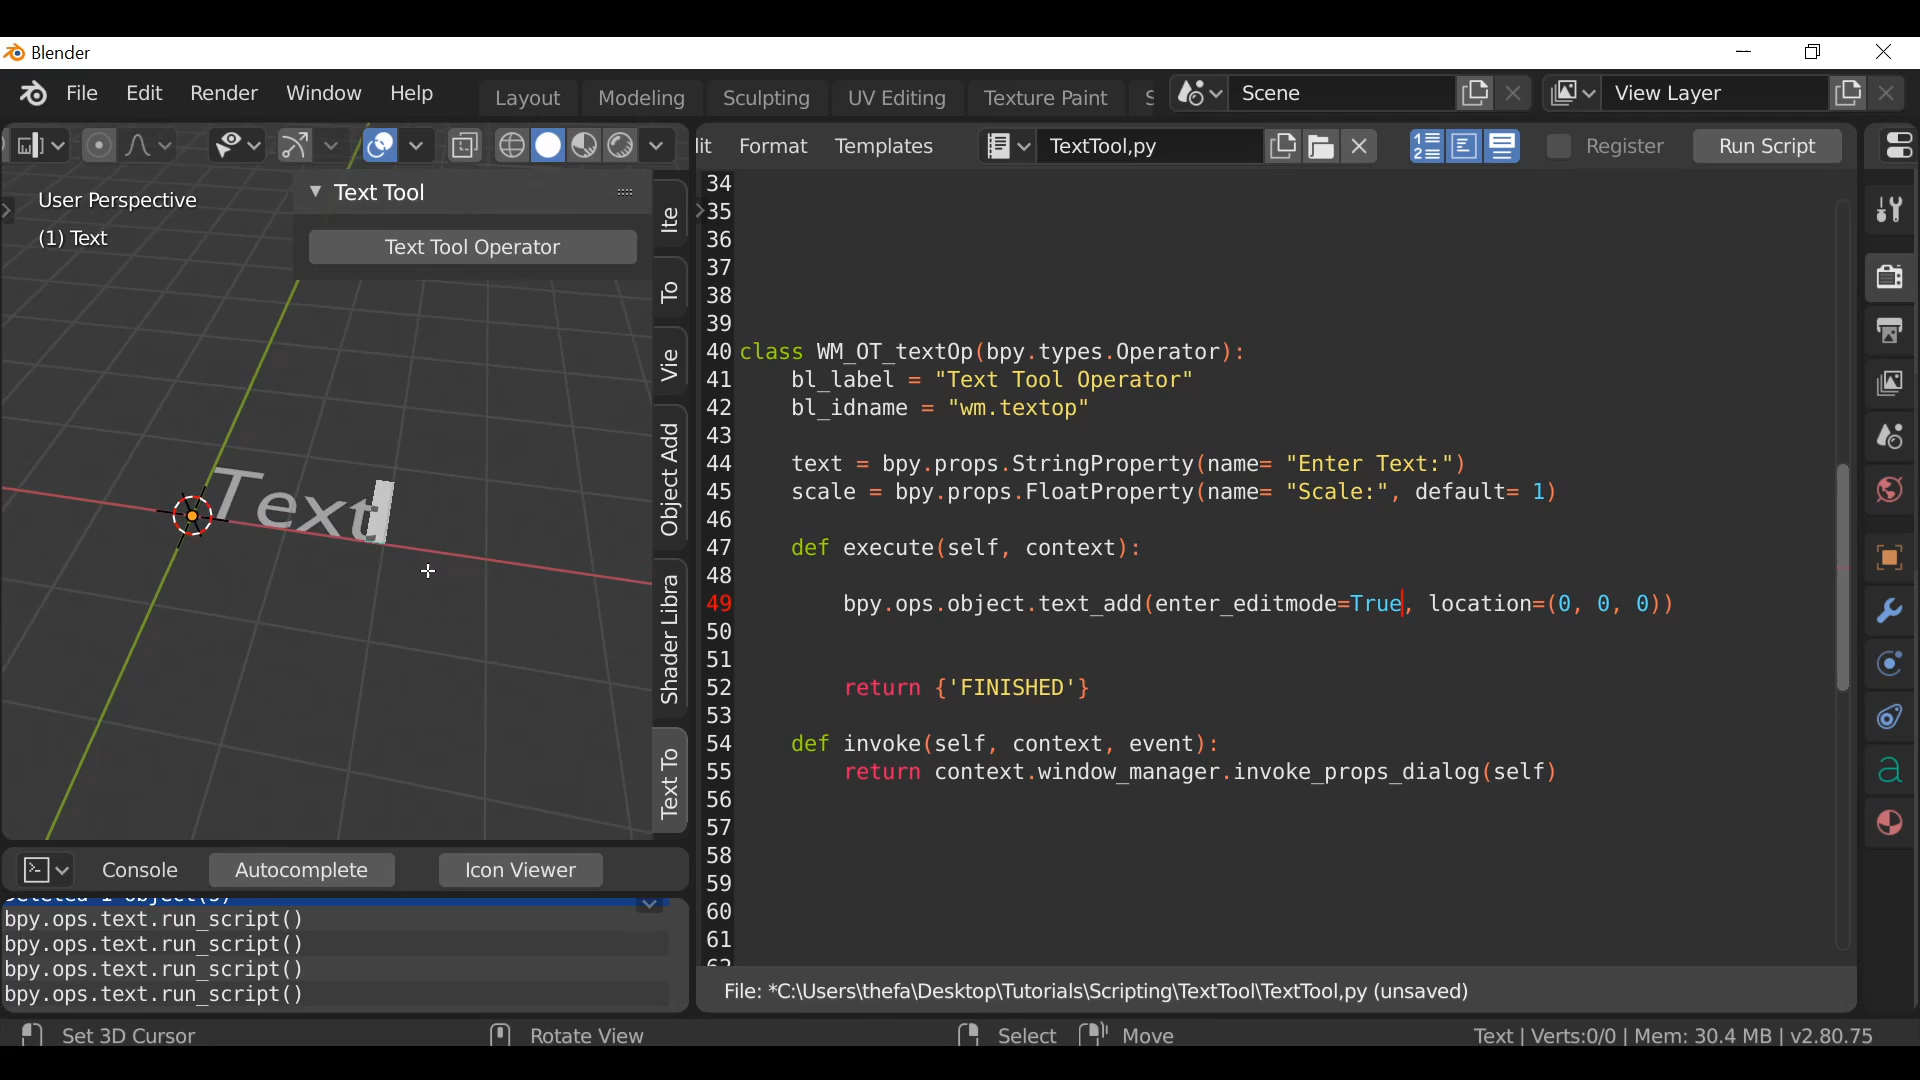 Blender
File Edit Render Window Help Layout Modeling Sculpting UV Editing Texture Paint Scene View Layer
Format Templates TextTool,py Register Run Script
User Perspective
(1) Text
Text Tool
Text Tool Operator
Ite
To
Vie
Object Add
Shader Libra
Text To
Text
34
35
36
37
38
39
40 class WM_OT_textOp(bpy.types.Operator):
41 bl_label = "Text Tool Operator"
42 bl_idname = "wm.textop"
43
44 text = bpy.props.StringProperty(name= "Enter Text:")
45 scale = bpy.props.FloatProperty(name= "Scale:", default= 1)
46
47 def execute(self, context):
48
49 bpy.ops.object.text_add(enter_editmode=True, location=(0, 0, 0))
50
51
52 return {'FINISHED'}
53
54 def invoke(self, context, event):
55 return context.window_manager.invoke_props_dialog(self)
56
57
58
59
60
61
Console Autocomplete Icon Viewer
bpy.ops.text.run_script()
bpy.ops.text.run_script()
bpy.ops.text.run_script()
bpy.ops.text.run_script()
File: *C:\Users\thefa\Desktop\Tutorials\Scripting\TextTool\TextTool,py (unsaved)
Set 3D Cursor Rotate View Select Move Text | Verts:0/0 | Mem: 30.4 MB | v2.80.75